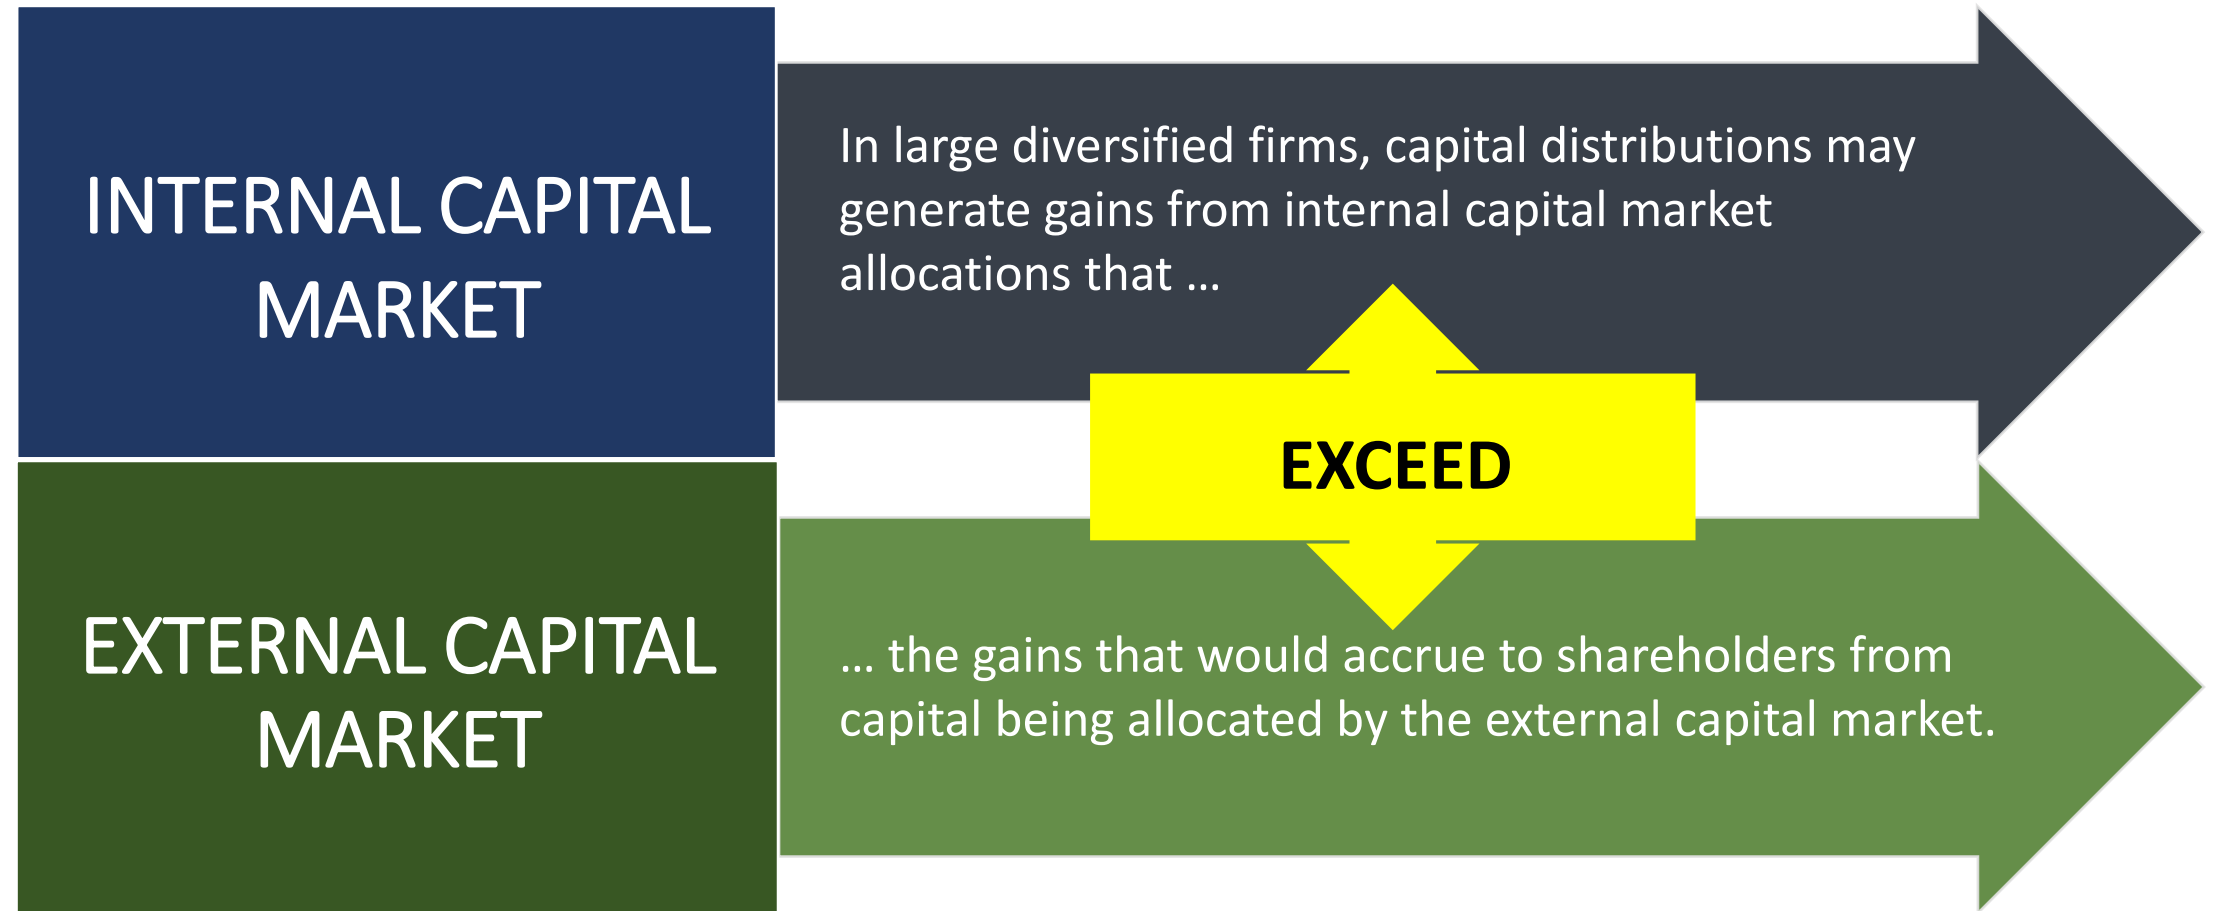 INTERNAL CAPITAL
MARKET
In large diversified firms, capital distributions may
generate gains from internal capital market
allocations that …
EXCEED
EXTERNAL CAPITAL
MARKET
… the gains that would accrue to shareholders from
capital being allocated by the external capital market.